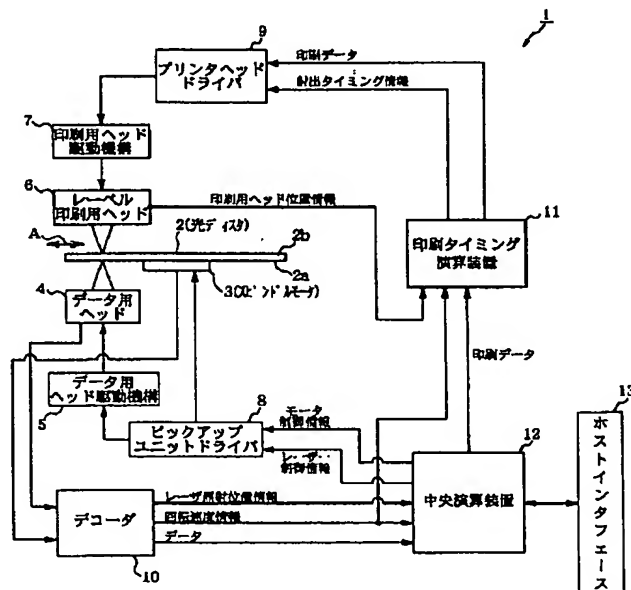 1
9
プリンタヘッド
ドライバ
印刷データ
射出タイミング情報
7
印刷用ヘッド
駆動機構
6
レーベル
印刷用ヘッド
印刷用ヘッド位置情報
11
印刷タイミング
演算装置
A
2(光ディスク)
2b
2a
3(スピンドルモータ)
4
データ用
ヘッド
データ用
ヘッド駆動機構
5
印刷データ
8
ピックアップ
ユニットドライバ
モータ
制御情報
レーザ
制御情報
12
中央演算装置
13
ホストインタフェース
デコーダ
10
レーザ照射位置情報
回転速度情報
データ